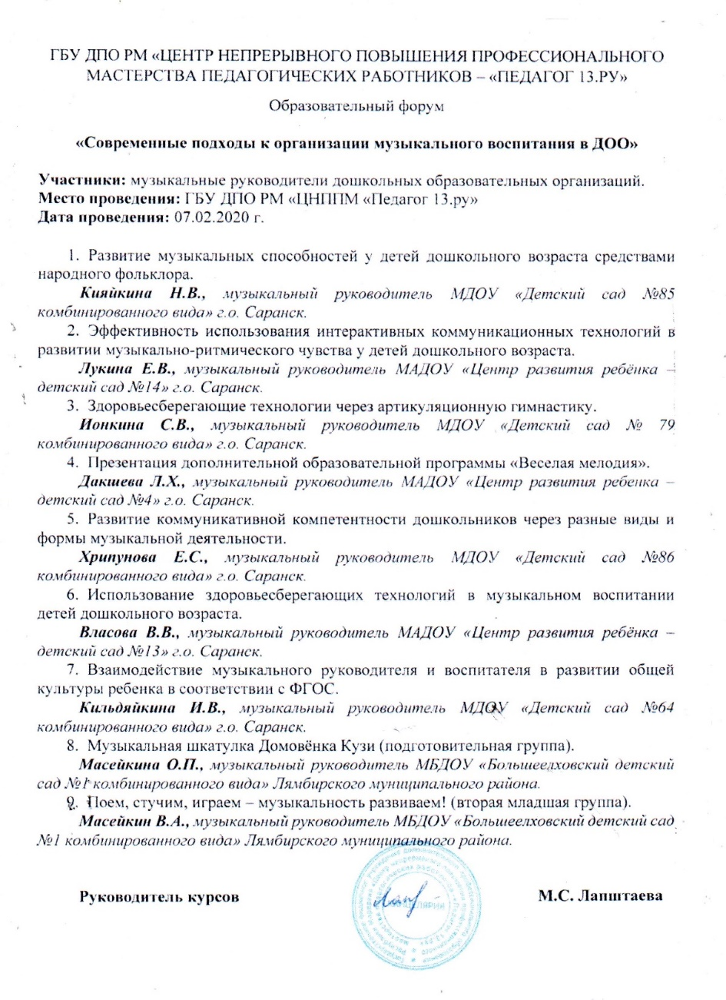 ГБУ ДПО РМ «ЦЕНТР НЕПРЕРЫВНОГО ПОВЫШЕНИЯ ПРОФЕССИОНАЛЬНОГО
МАСТЕРСТВА ПЕДАГОГИЧЕСКИХ РАБОТНИКОВ – «ПЕДАГОГ 13.РУ»
Образовательный форум
«Современные подходы к организации музыкального воспитания в ДОО»
Участники: музыкальные руководители дошкольных образовательных организаций.
Место проведения: ГБУ ДПО РМ «ЦНППМ «Педагог 13.ру»
Дата проведения: 07.02.2020 г.
1. Развитие музыкальных способностей у детей дошкольного возраста средствами
народного фольклора.
Кияйкина Н.В., музыкальный руководитель МДОУ «Детский сад №85
комбинированного вида» г.о. Саранск.
2. Эффективность использования интерактивных коммуникационных технологий в
развитии музыкально-ритмического чувства у детей дошкольного возраста.
Лукина Е.В., музыкальный руководитель МАДОУ «Центр развития ребёнка –
детский сад №14» г.о. Саранск.
3. Здоровьесберегающие технологии через артикуляционную гимнастику.
Ионкина С.В., музыкальный руководитель МДОУ «Детский сад № 79
комбинированного вида» г.о. Саранск.
4. Презентация дополнительной образовательной программы «Веселая мелодия».
Дакшева Л.Х., музыкальный руководитель МАДОУ «Центр развития ребенка –
детский сад №4» г.о. Саранск.
5. Развитие коммуникативной компетентности дошкольников через разные виды и
формы музыкальной деятельности.
Хрипунова Е.С., музыкальный руководитель МДОУ «Детский сад №86
комбинированного вида» г.о. Саранск.
6. Использование здоровьесберегающих технологий в музыкальном воспитании
детей дошкольного возраста.
Власова В.В., музыкальный руководитель МАДОУ «Центр развития ребёнка –
детский сад №13» г.о. Саранск.
7. Взаимодействие музыкального руководителя и воспитателя в развитии общей
культуры ребенка в соответствии с ФГОС.
Кильдяйкина И.В., музыкальный руководитель МДОУ «Детский сад №64
комбинированного вида» г.о. Саранск.
8. Музыкальная шкатулка Домовёнка Кузи (подготовительная группа).
Масейкина О.П., музыкальный руководитель МБДОУ «Большеелховский детский
сад №1 комбинированного вида» Лямбирского муниципального района.
9. Поем, стучим, играем – музыкальность развиваем! (вторая младшая группа).
Масейкин В.А., музыкальный руководитель МБДОУ «Большеелховский детский сад
№1 комбинированного вида» Лямбирского муниципального района.
Руководитель курсов
М.С. Лапштаева